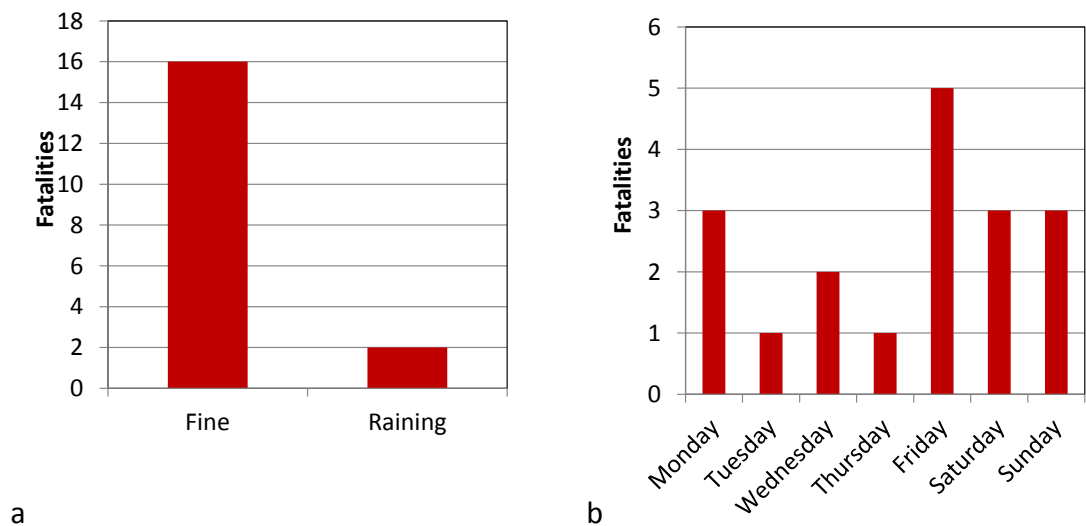 Fatalities
18
16
14
12
10
8
6
4
2
0
Fine Raining
a
Fatalities
6
5
4
3
2
1
0
Monday
Tuesday
Wednesday
Thursday
Friday
Saturday
Sunday
b